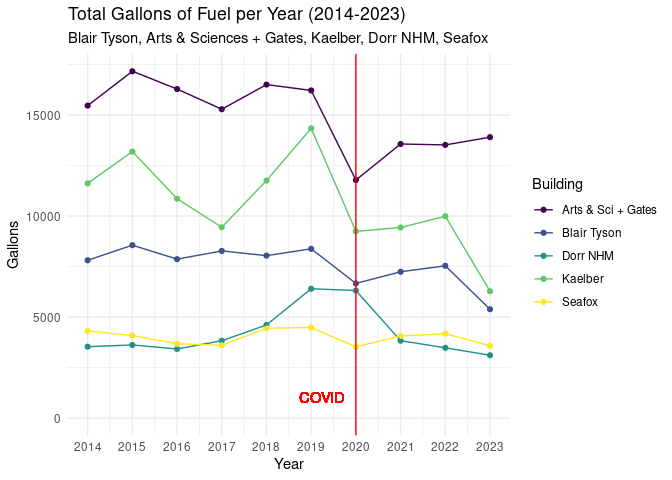 Total Gallons of Fuel per Year (2014-2023)
Blair Tyson, Arts & Sciences + Gates, Kaelber, Dorr NHM, Seafox
Gallons
15000
10000
5000
0
COVID
2014 2015 2016 2017 2018 2019 2020 2021 2022 2023
Year
Building
Arts & Sci + Gates
Blair Tyson
Dorr NHM
Kaelber
Seafox